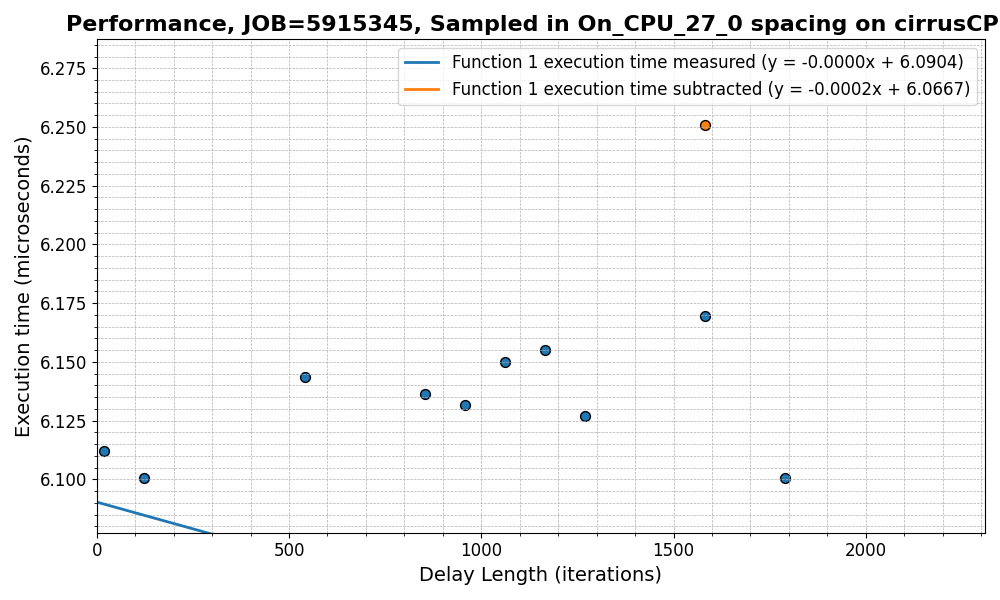 Performance, JOB=5915345, Sampled in On_CPU_27_0 spacing on cirrusCP
Function 1 execution time measured (y = -0.0000x + 6.0904)
Function 1 execution time subtracted (y = -0.0002x + 6.0667)
Execution time (microseconds)
6.275
6.250
6.225
6.200
6.175
6.150
6.125
6.100
0
500
1000
1500
2000
Delay Length (iterations)